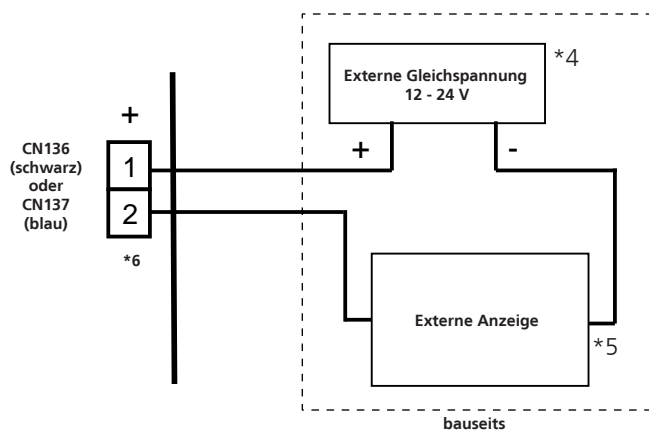 Externe Gleichspannung
12 - 24 V
*4
+
-
+
CN136
(schwarz)
oder
CN137
(blau)
1
2
*6
Externe Anzeige
*5
bauseits